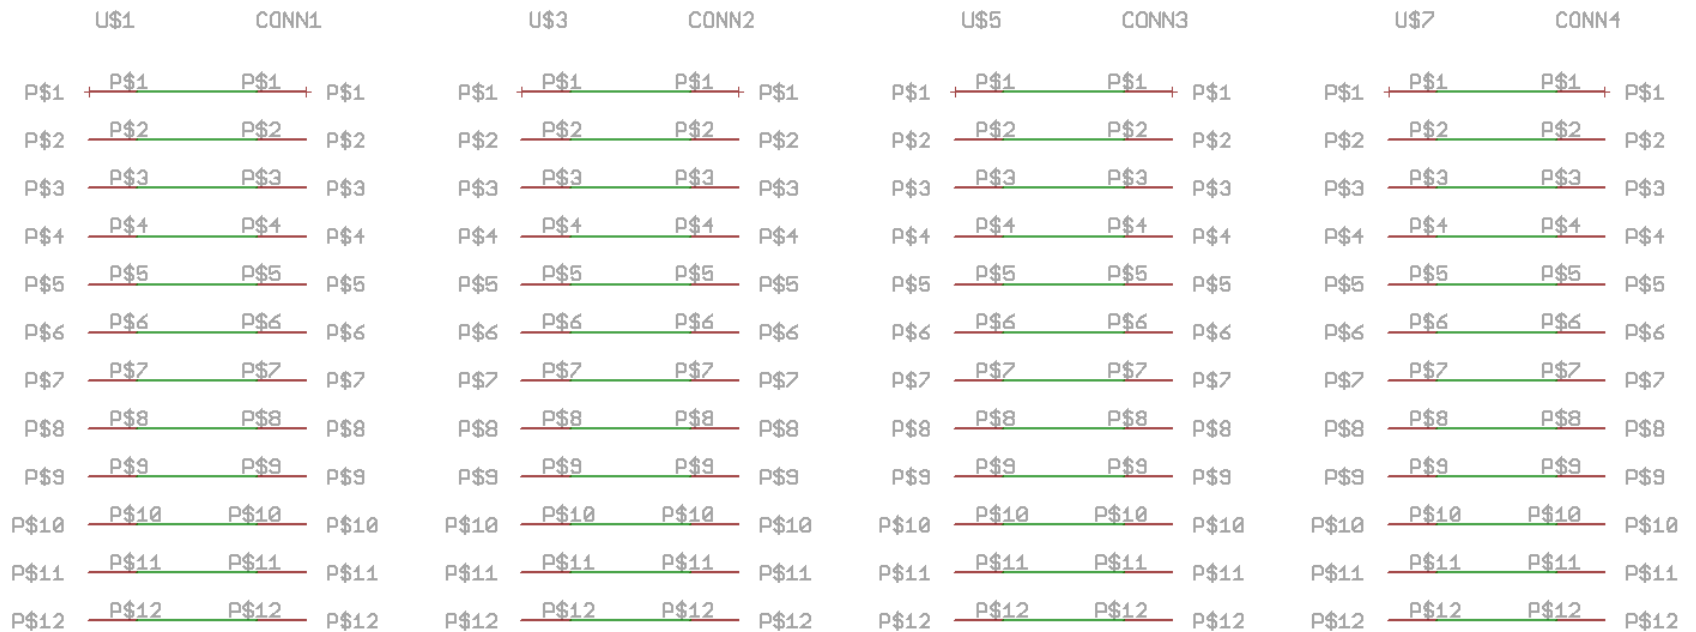 U$1 CONN1 U$3 CONN2 U$5 CONN3 U$7 CONN4
P$1 P$1 P$1 P$1 P$1 P$1 P$1 P$1 P$1 P$1 P$1 P$1 P$1 P$1 P$1 P$1
P$2 P$2 P$2 P$2 P$2 P$2 P$2 P$2 P$2 P$2 P$2 P$2 P$2 P$2 P$2 P$2
P$3 P$3 P$3 P$3 P$3 P$3 P$3 P$3 P$3 P$3 P$3 P$3 P$3 P$3 P$3 P$3
P$4 P$4 P$4 P$4 P$4 P$4 P$4 P$4 P$4 P$4 P$4 P$4 P$4 P$4 P$4 P$4
P$5 P$5 P$5 P$5 P$5 P$5 P$5 P$5 P$5 P$5 P$5 P$5 P$5 P$5 P$5 P$5
P$6 P$6 P$6 P$6 P$6 P$6 P$6 P$6 P$6 P$6 P$6 P$6 P$6 P$6 P$6 P$6
P$7 P$7 P$7 P$7 P$7 P$7 P$7 P$7 P$7 P$7 P$7 P$7 P$7 P$7 P$7 P$7
P$8 P$8 P$8 P$8 P$8 P$8 P$8 P$8 P$8 P$8 P$8 P$8 P$8 P$8 P$8 P$8
P$9 P$9 P$9 P$9 P$9 P$9 P$9 P$9 P$9 P$9 P$9 P$9 P$9 P$9 P$9 P$9
P$10 P$10 P$10 P$10 P$10 P$10 P$10 P$10 P$10 P$10 P$10 P$10 P$10 P$10 P$10 P$10
P$11 P$11 P$11 P$11 P$11 P$11 P$11 P$11 P$11 P$11 P$11 P$11 P$11 P$11 P$11 P$11
P$12 P$12 P$12 P$12 P$12 P$12 P$12 P$12 P$12 P$12 P$12 P$12 P$12 P$12 P$12 P$12